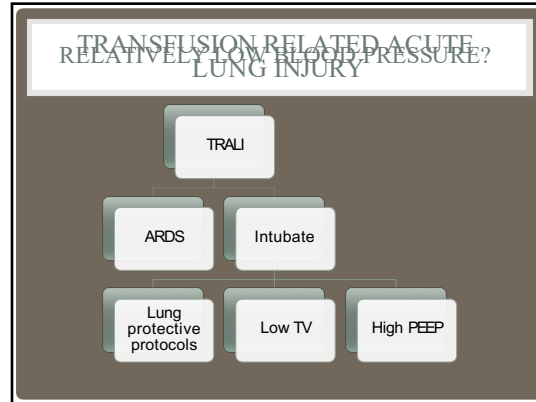 TRANSFUSION RELATED ACUTE
LUNG INJURY
RELATIVELY LOW BLOOD PRESSURE?
TRALI
ARDS
Intubate
Lung
protective
protocols
Low TV
High PEEP